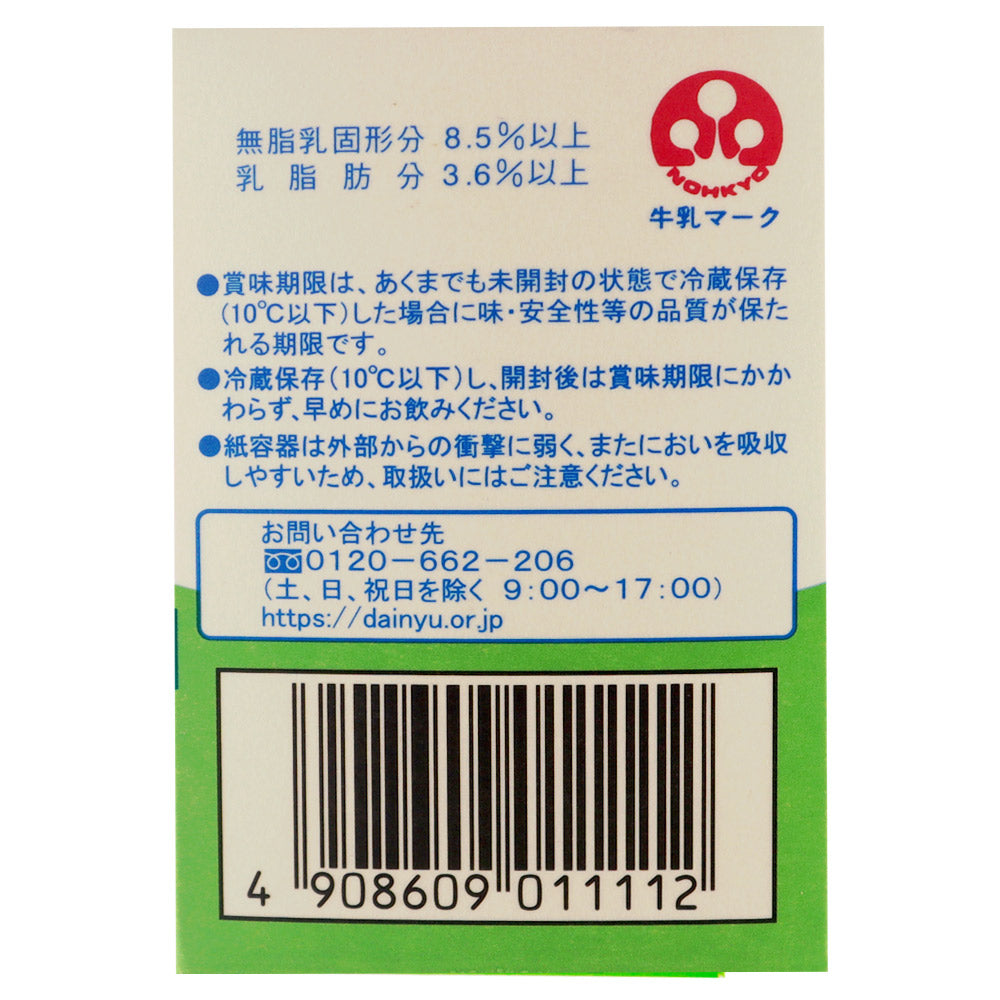 無脂乳固形分 8.5%以上
乳脂肪分 3.6%以上
NOHKYO
牛乳マーク
●賞味期限は、あくまでも未開封の状態で冷蔵保存
(10℃以下)した場合に味・安全性等の品質が保た
れる期限です。
●冷蔵保存(10℃以下)し、開封後は賞味期限にかか
わらず、早めにお飲みください。
●紙容器は外部からの衝撃に弱く、またにおいを吸収
しやすいため、取扱いにはご注意ください。
お問い合わせ先
0120-662-206
(土、日、祝日を除く 9:00~17:00)
https://dainyu.or.jp
4 908609 011112